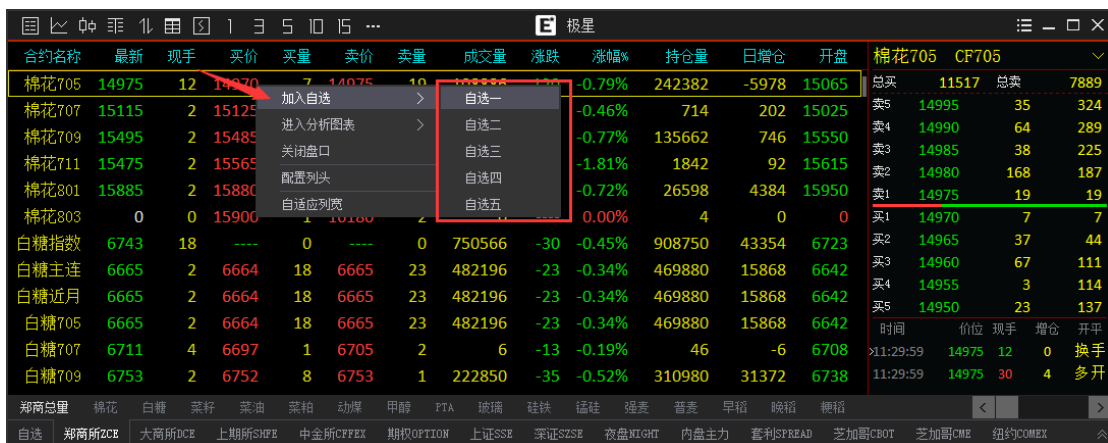 1 3 5 10 15 ... E 极星
合约名称 最新 现手 买价 买量 卖价 卖量 成交量 涨跌 涨幅% 持仓量 日增仓 开盘
棉花705 14975 12 -0.79% 242382 -5978 15065
棉花707 15115 2 15125 -0.46% 714 202 15025
棉花709 15495 2 15485 -0.77% 135662 746 15550
棉花711 15475 2 15565 -1.81% 1842 92 15615
棉花801 15885 2 15880 -0.72% 26598 4384 15950
棉花803 0 0 15900 0.00% 4 0 0
白糖指数 6743 18 ---- 0 ---- 0 750566 -30 -0.45% 908750 43354 6723
白糖主连 6665 2 6664 18 6665 23 482196 -23 -0.34% 469880 15868 6642
白糖近月 6665 2 6664 18 6665 23 482196 -23 -0.34% 469880 15868 6642
白糖705 6665 2 6664 18 6665 23 482196 -23 -0.34% 469880 15868 6642
白糖707 6711 4 6697 1 6705 2 6 -13 -0.19% 46 -6 6708
白糖709 6753 2 6752 8 6753 1 222850 -35 -0.52% 310980 31372 6738
加入自选 >
进入分析图表 >
关闭盘口
配置列头
自适应列宽
自选一
自选二
自选三
自选四
自选五
棉花705 CF705
总买 11517 总卖 7889
卖5 14995 35 324
卖4 14990 64 289
卖3 14985 38 225
卖2 14980 168 187
卖1 14975 19 19
买1 14970 7 7
买2 14965 37 44
买3 14960 67 111
买4 14955 3 114
买5 14950 23 137
时间 价位 现手 增仓 开平
>11:29:59 14975 12 0 换手
11:29:59 14975 30 4 多开
郑商总量 棉花 白糖 菜籽 菜油 菜粕 动煤 甲醇 PTA 玻璃 硅铁 锰硅 强麦 普麦 早稻 晚稻 粳稻
自选 郑商所ZCE 大商所DCE 上期所SHFE 中金所CFFEX 期权OPTION 上证SSE 深证SZSE 夜盘NIGHT 内盘主力 套利SPREAD 芝加哥CBOT 芝加哥CME 纽约COMEX